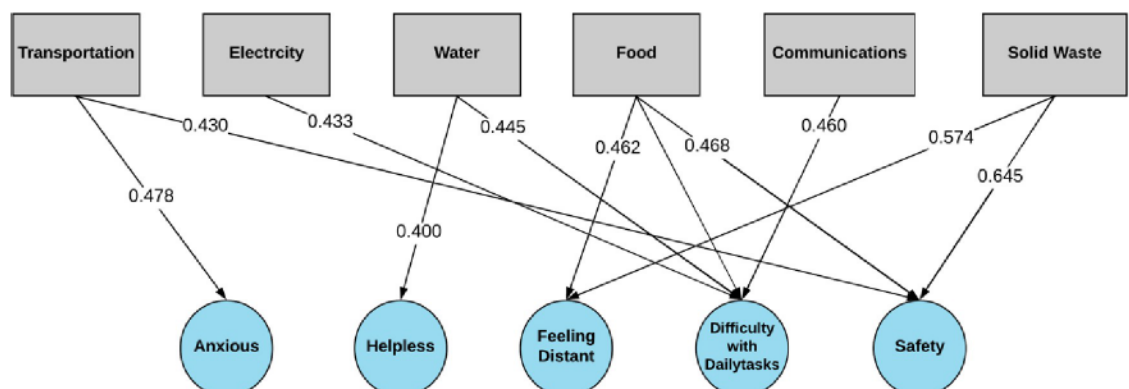 Transportation
Electrcity
Water
Food
Communications
Solid Waste
0.430
0.433
0.445
0.462
0.468
0.460
0.574
0.478
0.400
0.645
Anxious
Helpless
Feeling
Distant
Difficulty
with
Dailytasks
Safety